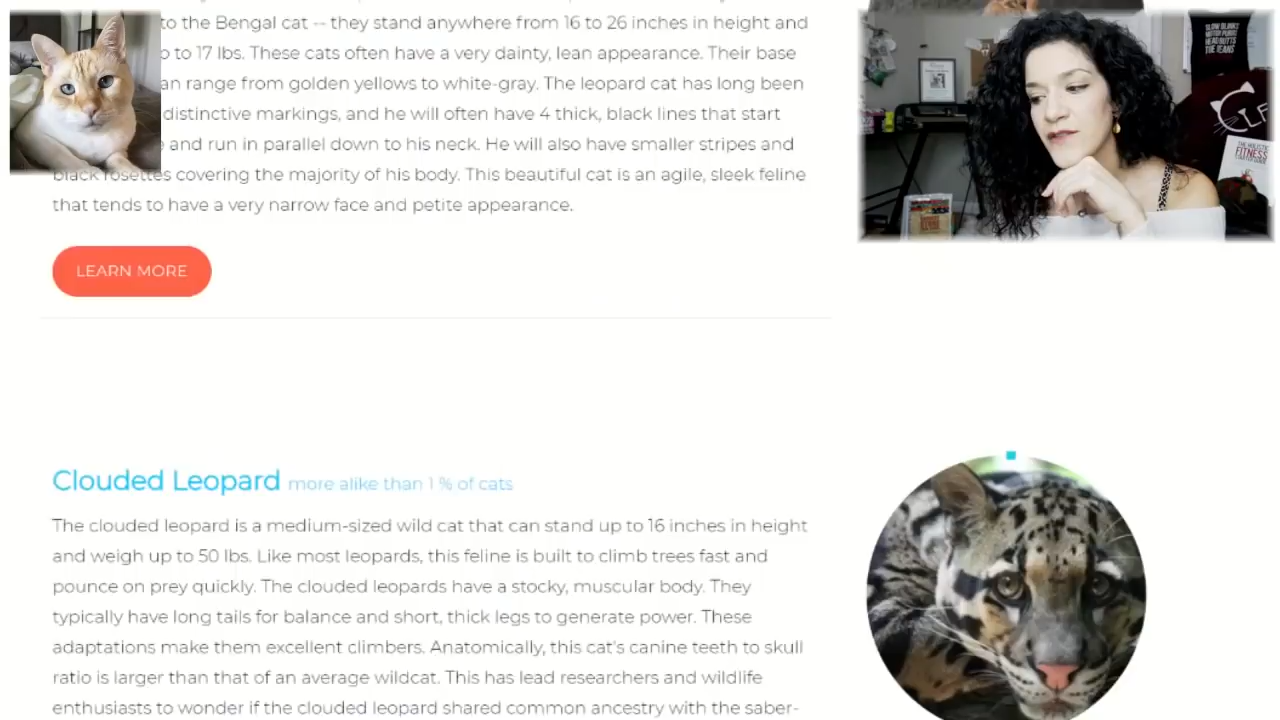 to the Bengal cat -- they stand anywhere from 16 to 26 inches in height and
to 17 lbs. These cats often have a very dainty, lean appearance. Their base
range from golden yellows to white-gray. The leopard cat has long been
distinctive markings, and he will often have 4 thick, black lines that start
and run in parallel down to his neck. He will also have smaller stripes and
black rosettes covering the majority of his body. This beautiful cat is an agile, sleek feline
that tends to have a very narrow face and petite appearance.
LEARN MORE
SLOW BLINKS
MOTOR PURRS
HEAD BUTTS
THE HOLISTIC
FITNESS
Clouded Leopard more alike than 1 % of cats
The clouded leopard is a medium-sized wild cat that can stand up to 16 inches in height
and weigh up to 50 lbs. Like most leopards, this feline is built to climb trees fast and
pounce on prey quickly. The clouded leopards have a stocky, muscular body. They
typically have long tails for balance and short, thick legs to generate power. These
adaptations make them excellent climbers. Anatomically, this cat's canine teeth to skull
ratio is larger than that of an average wildcat. This has lead researchers and wildlife
enthusiasts to wonder if the clouded leopard shared common ancestry with the saber-